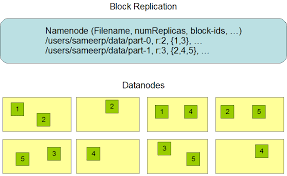 Block Replication
Namenode (Filename, numReplicas, block-ids, ...)
/users/sameerp/data/part-0, r:2, {1,3}, ...
/users/sameerp/data/part-1, r:3, {2,4,5}, ...
Datanodes
1
2
2
1
4
2
5
5
3
4
3
5
4